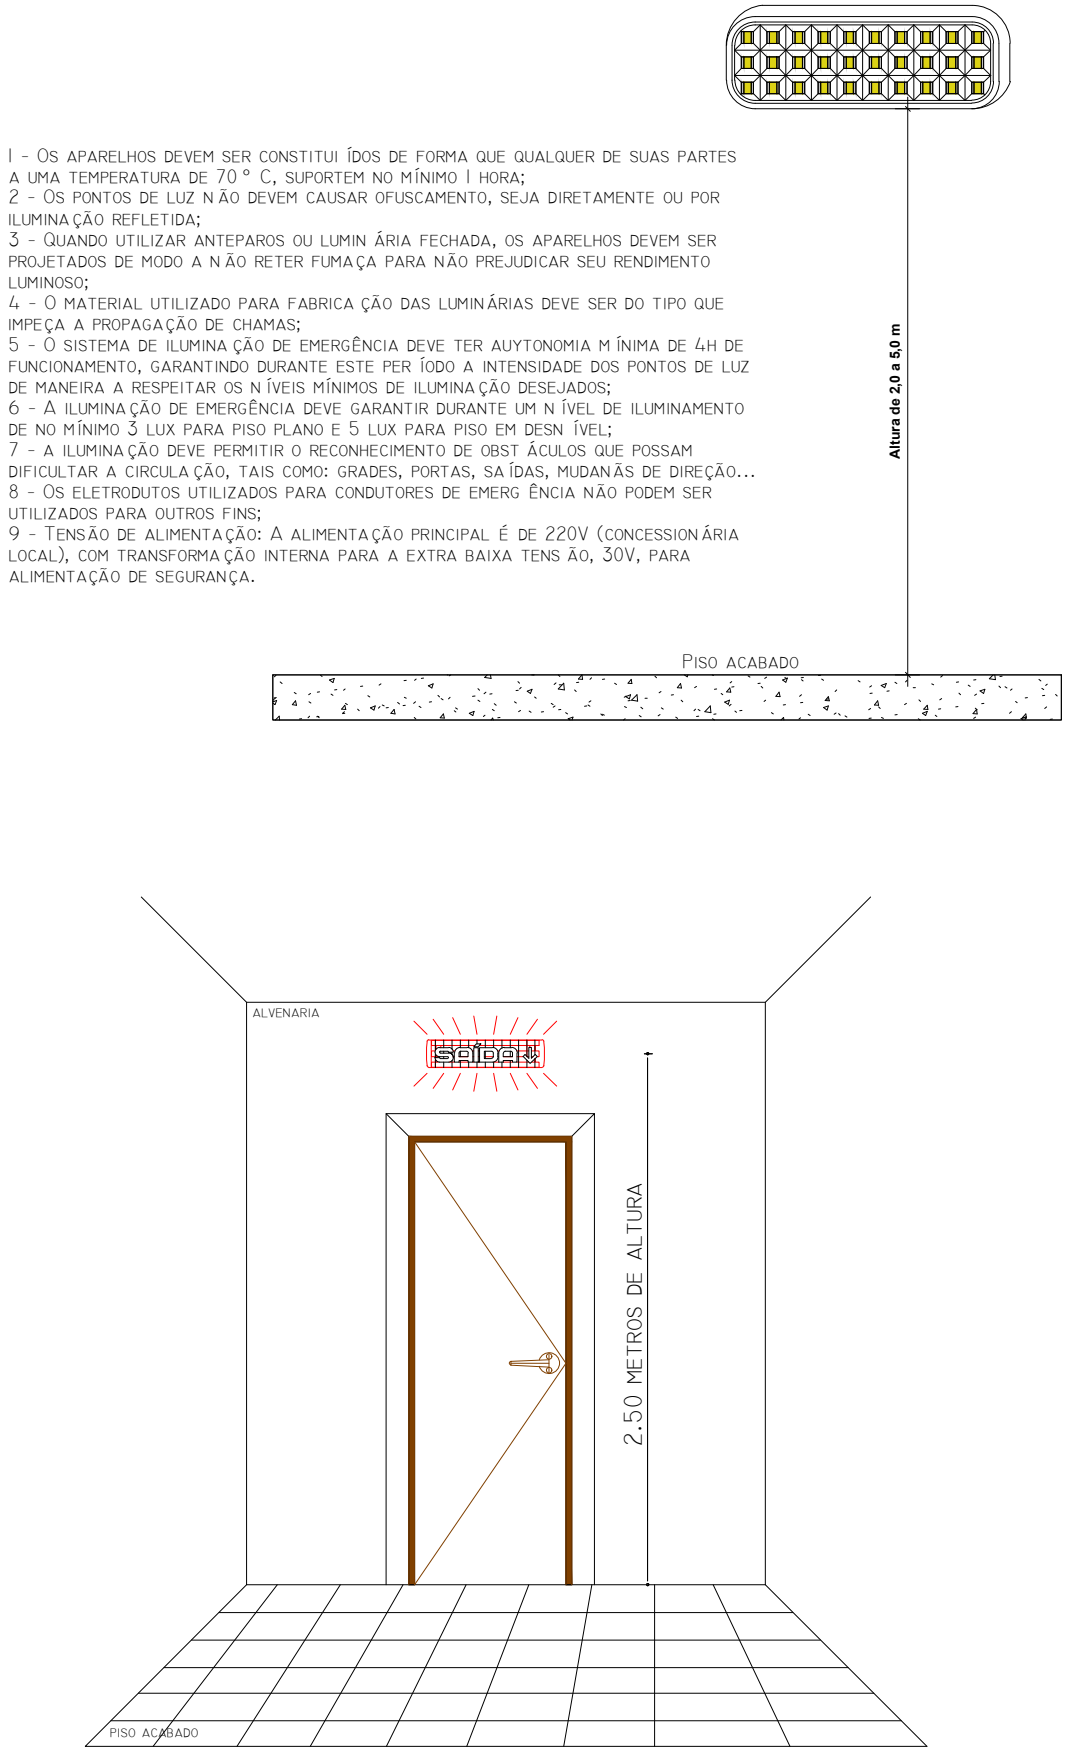 1 - Os aparelhos devem ser constituídos de forma que qualquer de suas partes
a uma temperatura de 70° C, suportem no mínimo 1 hora;
2 - Os pontos de luz não devem causar ofuscamento, seja diretamente ou por
iluminação refletida;
3 - Quando utilizar anteparos ou luminária fechada, os aparelhos devem ser
projetados de modo a não reter fumaça para não prejudicar seu rendimento
luminoso;
4 - O material utilizado para fabricação das luminárias deve ser do tipo que
impeça a propagação de chamas;
5 - O sistema de iluminação de emergência deve ter auytonomia mínima de 4h de
funcionamento, garantindo durante este período a intensidade dos pontos de luz
de maneira a respeitar os níveis mínimos de iluminação desejados;
6 - A iluminação de emergência deve garantir durante um nível de iluminamento
de no mínimo 3 lux para piso plano e 5 lux para piso em desnível;
7 - a iluminação deve permitir o reconhecimento de obstáculos que possam
dificultar a circulação, tais como: grades, portas, saídas, mudanãs de direção...
8 - Os eletrodutos utilizados para condutores de emergência não podem ser
utilizados para outros fins;
9 - Tensão de alimentação: A alimentação principal é de 220V (concessionária
local), com transformação interna para a extra baixa tensão, 30V, para
alimentação de segurança.
Altura de 2,0 a 5,0 m
Piso acabado
ALVENARIA
SAÍDA
2.50 METROS DE ALTURA
PISO ACABADO